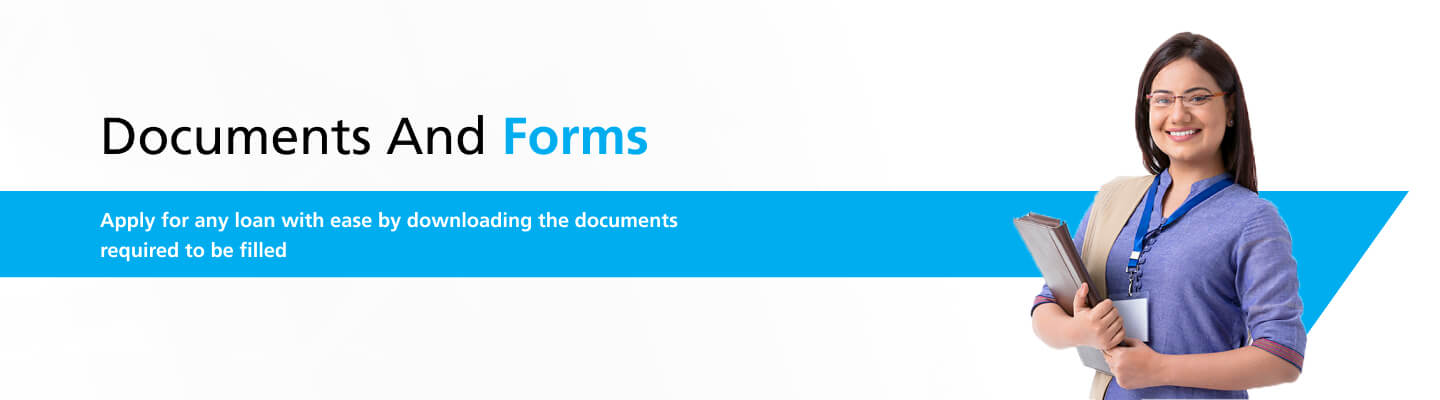 Documents And Forms
Apply for any loan with ease by downloading the documents
required to be filled